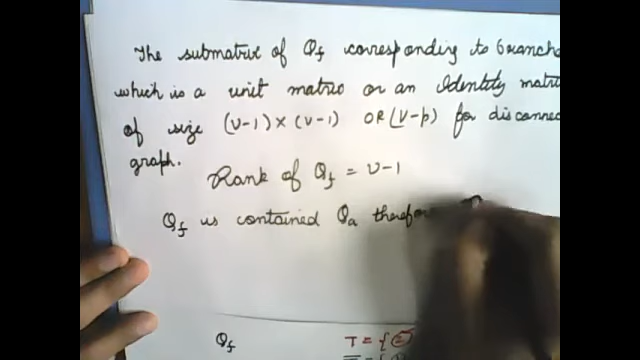 The submatrix of Qf corresponding to branche
which is a unit matrix or an Identity matri
of size (v-1) × (v-1) OR (v-p) for disconnec
graph.
Rank of Qf = v-1
Qf is contained Qa therefo
Qf T = {